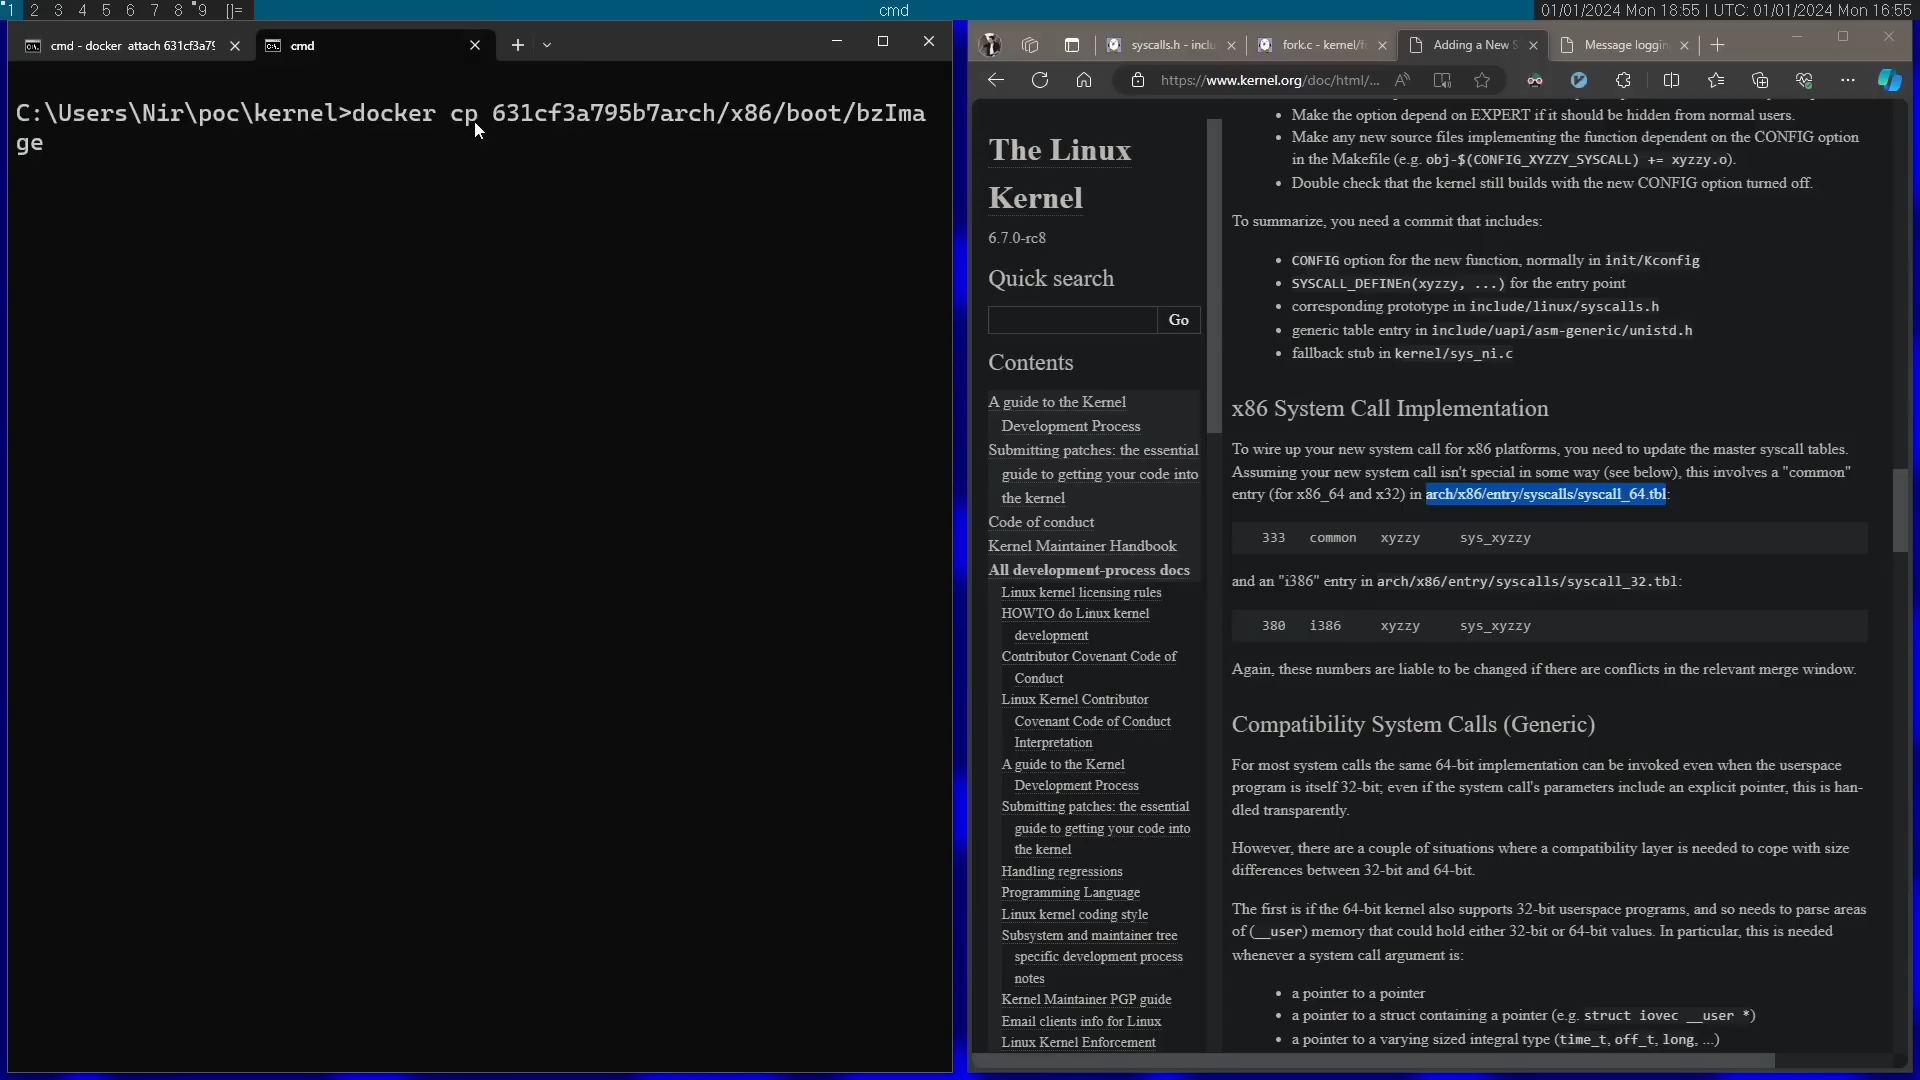 1 2 3 4 5 6 7 8 9 []= cmd 01/01/2024 Mon 18:55 | UTC: 01/01/2024 Mon 16:55
cmd - docker attach 631cf3a795
cmd
C:\Users\Nir\poc\kernel>docker cp 631cf3a795b7arch/x86/boot/bzIma
ge
syscalls.h - inclu
fork.c - kernel/f
Adding a New S
Message loggin
https://www.kernel.org/doc/html/...
The Linux
Kernel
6.7.0-rc8
Quick search
Go
Contents
A guide to the Kernel
Development Process
Submitting patches: the essential
guide to getting your code into
the kernel
Code of conduct
Kernel Maintainer Handbook
All development-process docs
Linux kernel licensing rules
HOWTO do Linux kernel
development
Contributor Covenant Code of
Conduct
Linux Kernel Contributor
Covenant Code of Conduct
Interpretation
A guide to the Kernel
Development Process
Submitting patches: the essential
guide to getting your code into
the kernel
Handling regressions
Programming Language
Linux kernel coding style
Subsystem and maintainer tree
specific development process
notes
Kernel Maintainer PGP guide
Email clients info for Linux
Linux Kernel Enforcement
• Make the option depend on EXPERT if it should be hidden from normal users.
• Make any new source files implementing the function dependent on the CONFIG option
in the Makefile (e.g. obj-$(CONFIG_XYZZY_SYSCALL) += xyzzy.o).
• Double check that the kernel still builds with the new CONFIG option turned off.
To summarize, you need a commit that includes:
• CONFIG option for the new function, normally in init/Kconfig
• SYSCALL_DEFINEn(xyzzy, ...) for the entry point
• corresponding prototype in include/linux/syscalls.h
• generic table entry in include/uapi/asm-generic/unistd.h
• fallback stub in kernel/sys_ni.c
x86 System Call Implementation
To wire up your new system call for x86 platforms, you need to update the master syscall tables.
Assuming your new system call isn't special in some way (see below), this involves a "common"
entry (for x86_64 and x32) in arch/x86/entry/syscalls/syscall_64.tbl:
333 common xyzzy sys_xyzzy
and an "i386" entry in arch/x86/entry/syscalls/syscall_32.tbl:
380 i386 xyzzy sys_xyzzy
Again, these numbers are liable to be changed if there are conflicts in the relevant merge window.
Compatibility System Calls (Generic)
For most system calls the same 64-bit implementation can be invoked even when the userspace
program is itself 32-bit; even if the system call's parameters include an explicit pointer, this is han-
dled transparently.
However, there are a couple of situations where a compatibility layer is needed to cope with size
differences between 32-bit and 64-bit.
The first is if the 64-bit kernel also supports 32-bit userspace programs, and so needs to parse areas
of (__user) memory that could hold either 32-bit or 64-bit values. In particular, this is needed
whenever a system call argument is:
• a pointer to a pointer
• a pointer to a struct containing a pointer (e.g. struct iovec __user *)
• a pointer to a varying sized integral type (time_t, off_t, long, ...)